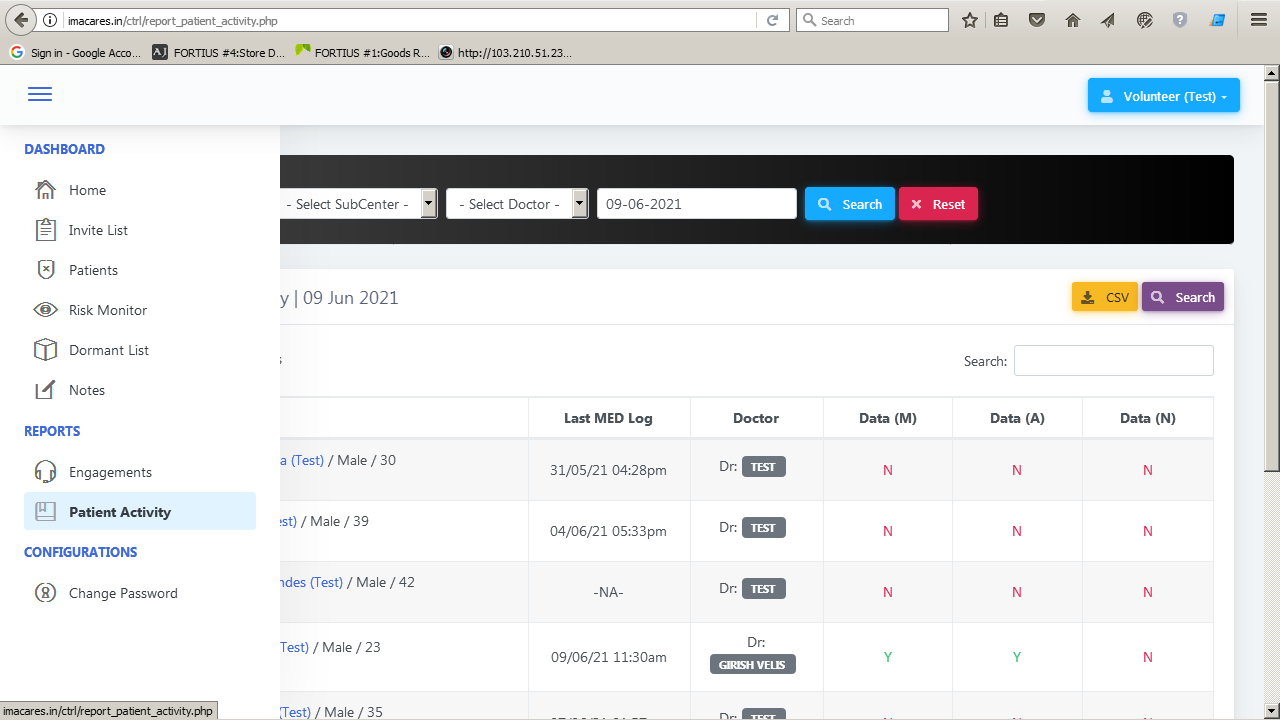 imacares.in/ctrl/report_patient_activity.php
Search
Sign in - Google Acco...
FORTIUS #4:Store D...
FORTIUS #1:Goods R...
http://103.210.51.23...
Volunteer (Test)
DASHBOARD
Home
Invite List
Patients
Risk Monitor
Dormant List
Notes
REPORTS
Engagements
Patient Activity
CONFIGURATIONS
Change Password
- Select SubCenter -
- Select Doctor -
09-06-2021
Search
Reset
y | 09 Jun 2021
CSV
Search
s
Search:
Last MED Log Doctor Data (M) Data (A) Data (N)
a (Test) / Male / 30 31/05/21 04:28pm Dr: TEST N N N
est) / Male / 39 04/06/21 05:33pm Dr: TEST N N N
ndes (Test) / Male / 42 -NA- Dr: TEST N N N
Test) / Male / 23 09/06/21 11:30am Dr: GIRISH VELIS Y Y N
(Test) / Male / 35 Dr: TEST
imacares.in/ctrl/report_patient_activity.php